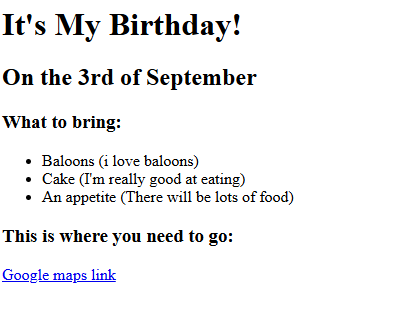 It's My Birthday!
On the 3rd of September
What to bring:
• Baloons (i love baloons)
• Cake (I'm really good at eating)
• An appetite (There will be lots of food)
This is where you need to go:
Google maps link